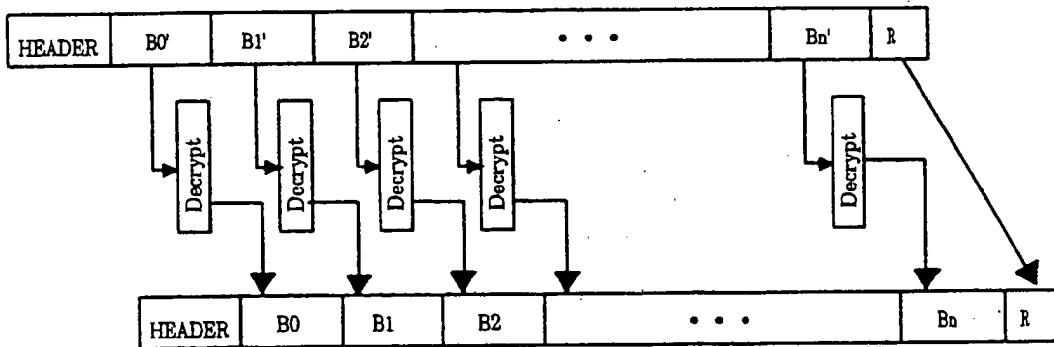 HEADER B0' B1' B2' • • • Bn' R
Decrypt Decrypt Decrypt Decrypt Decrypt
HEADER B0 B1 B2 • • • Bn R